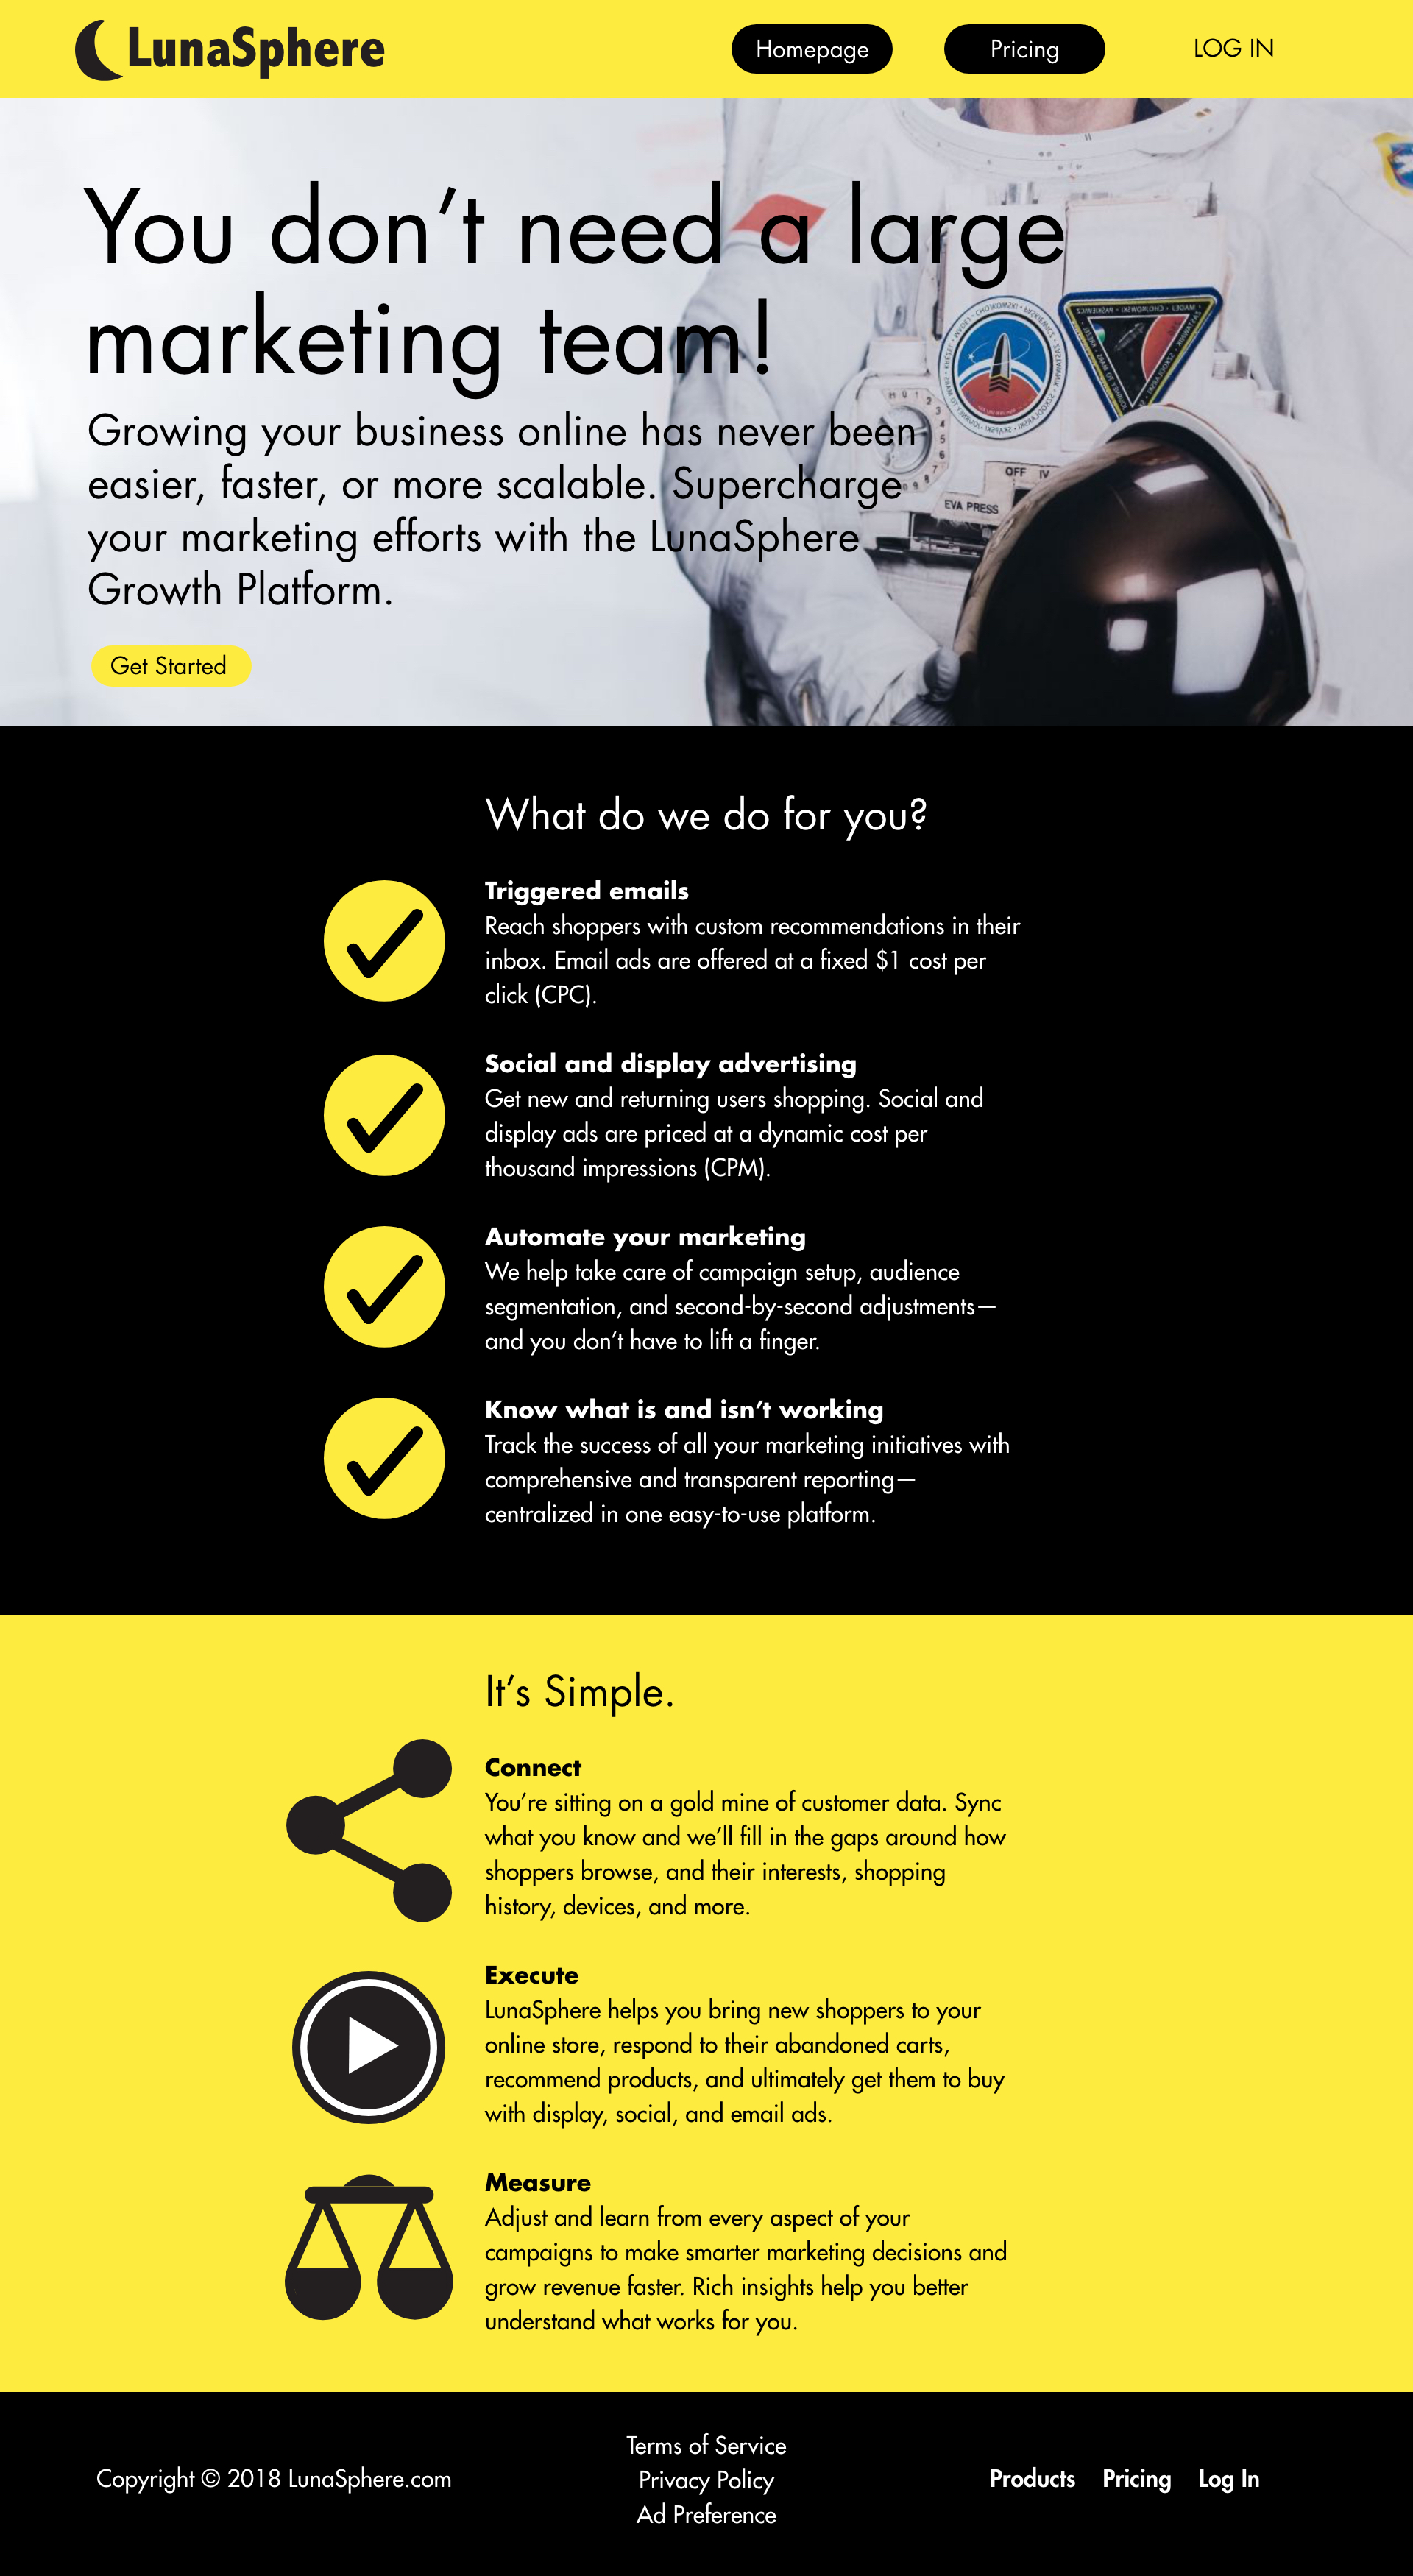 LunaSphere
Homepage
Pricing
LOG IN
You don’t need a large
marketing team!
Growing your business online has never been
easier, faster, or more scalable. Supercharge
your marketing efforts with the LunaSphere
Growth Platform.
Get Started
OFF IV
EVA PRESS
What do we do for you?
Triggered emails
Reach shoppers with custom recommendations in their
inbox. Email ads are offered at a fixed $1 cost per
click (CPC).
Social and display advertising
Get new and returning users shopping. Social and
display ads are priced at a dynamic cost per
thousand impressions (CPM).
Automate your marketing
We help take care of campaign setup, audience
segmentation, and second-by-second adjustments—
and you don’t have to lift a finger.
Know what is and isn’t working
Track the success of all your marketing initiatives with
comprehensive and transparent reporting—
centralized in one easy-to-use platform.
It’s Simple.
Connect
You’re sitting on a gold mine of customer data. Sync
what you know and we’ll fill in the gaps around how
shoppers browse, and their interests, shopping
history, devices, and more.
Execute
LunaSphere helps you bring new shoppers to your
online store, respond to their abandoned carts,
recommend products, and ultimately get them to buy
with display, social, and email ads.
Measure
Adjust and learn from every aspect of your
campaigns to make smarter marketing decisions and
grow revenue faster. Rich insights help you better
understand what works for you.
Copyright © 2018 LunaSphere.com
Terms of Service
Privacy Policy
Ad Preference
Products
Pricing
Log In